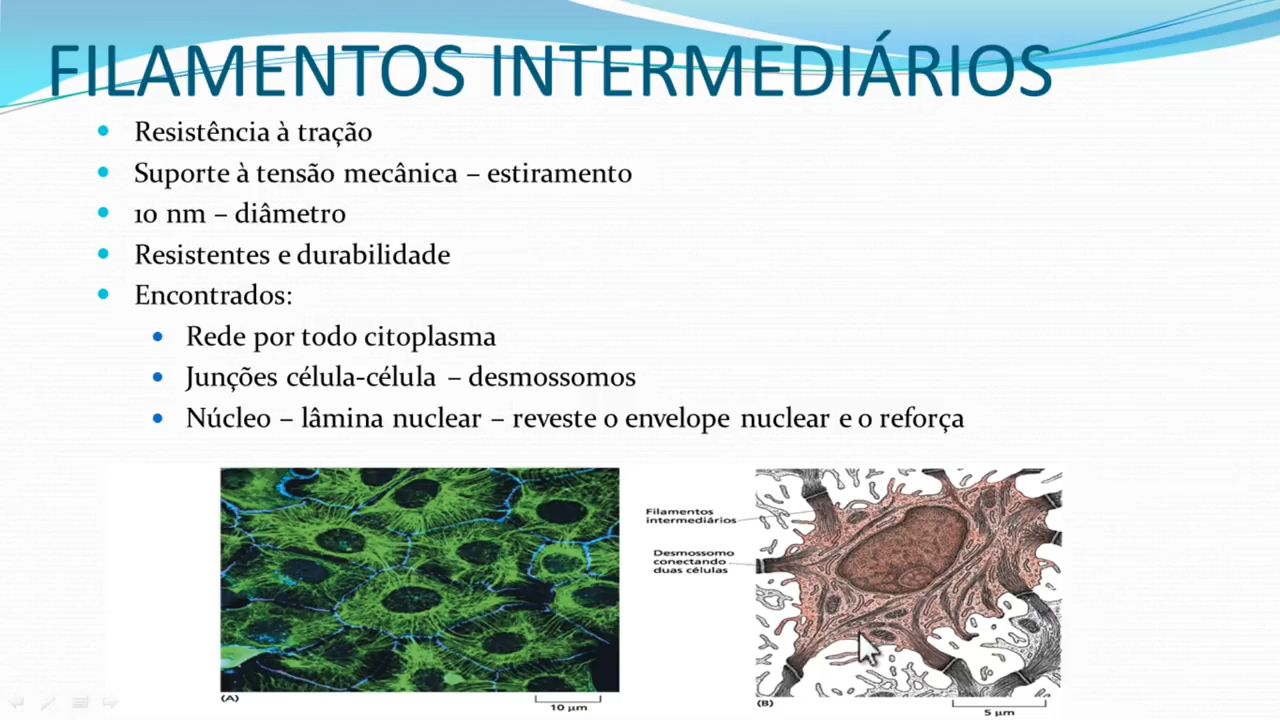 FILAMENTOS INTERMEDIÁRIOS
Resistência à tração
Suporte à tensão mecânica – estiramento
10 nm – diâmetro
Resistentes e durabilidade
Encontrados:
Rede por todo citoplasma
Junções célula-célula – desmossomos
Núcleo – lâmina nuclear – reveste o envelope nuclear e o reforça
Filamentos
intermediários
Desmossomo
conectando
duas células
(A)
10 µm
(B)
5 µm